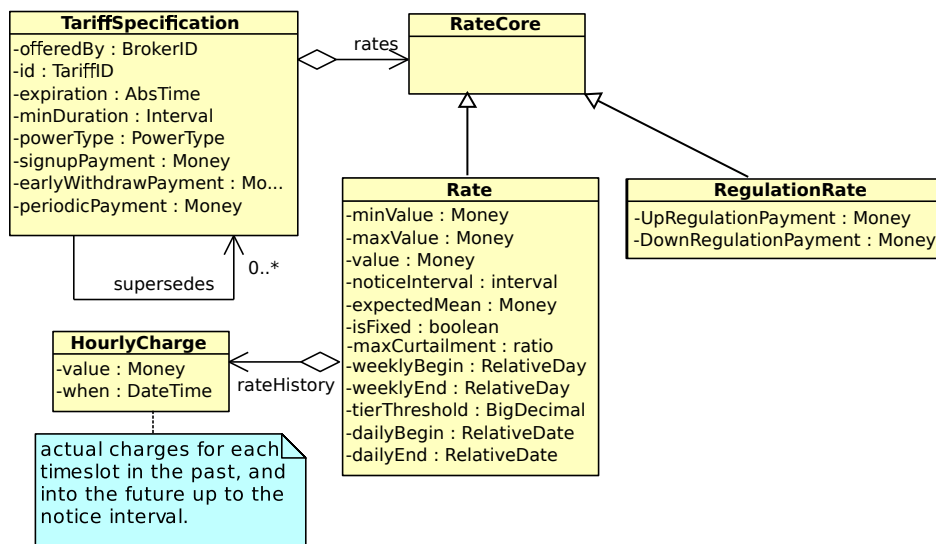 TariffSpecification
-offeredBy : BrokerID
-id : TariffID
-expiration : AbsTime
-minDuration : Interval
-powerType : PowerType
-signupPayment : Money
-earlyWithdrawPayment : Mo...
-periodicPayment : Money
rates
RateCore
supersedes
0..*
Rate
-minValue : Money
-maxValue : Money
-value : Money
-noticeInterval : interval
-expectedMean : Money
-isFixed : boolean
-maxCurtailment : ratio
-weeklyBegin : RelativeDay
-weeklyEnd : RelativeDay
-tierThreshold : BigDecimal
-dailyBegin : RelativeDate
-dailyEnd : RelativeDate
RegulationRate
-UpRegulationPayment : Money
-DownRegulationPayment : Money
HourlyCharge
-value : Money
-when : DateTime
rateHistory
actual charges for each
timeslot in the past, and
into the future up to the
notice interval.